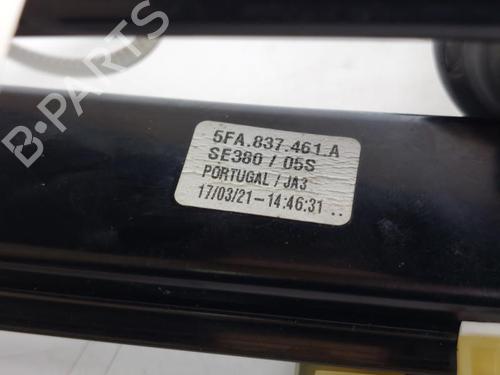 5FA.837.461.A
SE380 / 05S
PORTUGAL / JA3
17/03/21-14:46:31 ..
B-PARTS